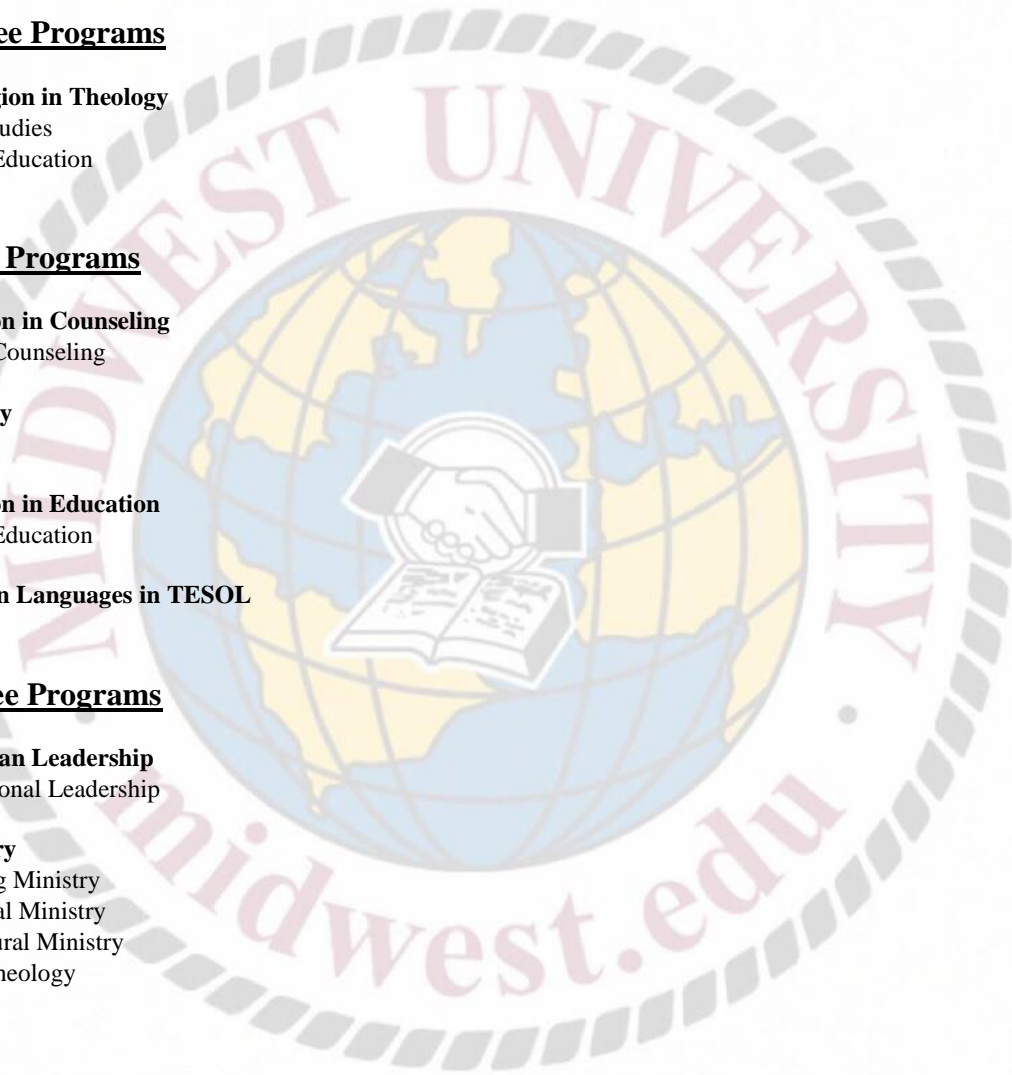 ee Programs
gion in Theology
udies
Education
Programs
on in Counseling
Counseling
y
on in Education
Education
n Languages in TESOL
ee Programs
an Leadership
onal Leadership
ry
g Ministry
al Ministry
ural Ministry
heology
MIDWEST UNIVERSITY
midwest.edu